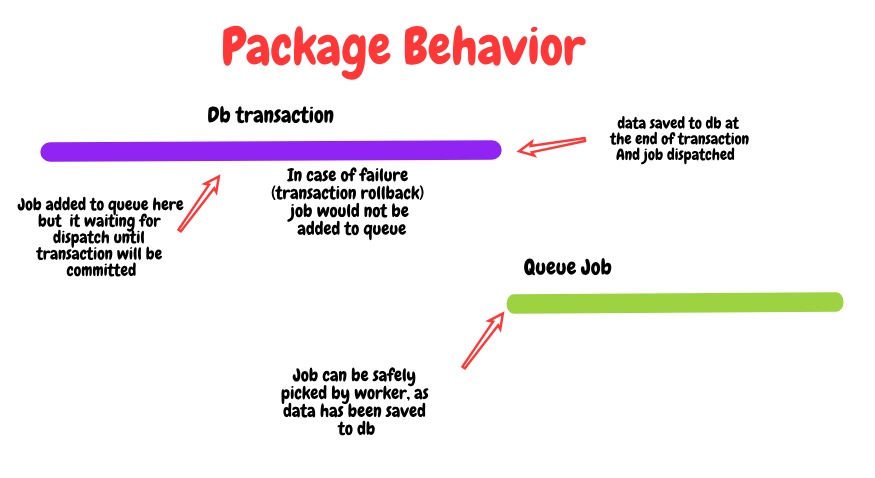 Package Behavior
Db transaction
data saved to db at
the end of transaction
And job dispatched
In case of failure
(transaction rollback)
job would not be
added to queue
Job added to queue here
but it waiting for
dispatch until
transaction will be
committed
Queue Job
Job can be safely
picked by worker, as
data has been saved
to db